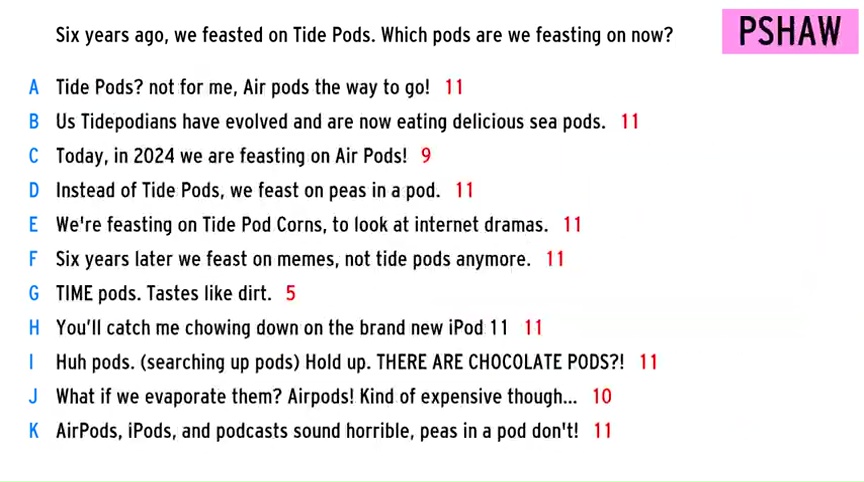 Six years ago, we feasted on Tide Pods. Which pods are we feasting on now?
PSHAW
A Tide Pods? not for me, Air pods the way to go! 11
B Us Tidepodians have evolved and are now eating delicious sea pods. 11
C Today, in 2024 we are feasting on Air Pods! 9
D Instead of Tide Pods, we feast on peas in a pod. 11
E We're feasting on Tide Pod Corns, to look at internet dramas. 11
F Six years later we feast on memes, not tide pods anymore. 11
G TIME pods. Tastes like dirt. 5
H You’ll catch me chowing down on the brand new iPod 11 11
I Huh pods. (searching up pods) Hold up. THERE ARE CHOCOLATE PODS?! 11
J What if we evaporate them? Airpods! Kind of expensive though... 10
K AirPods, iPods, and podcasts sound horrible, peas in a pod don't! 11